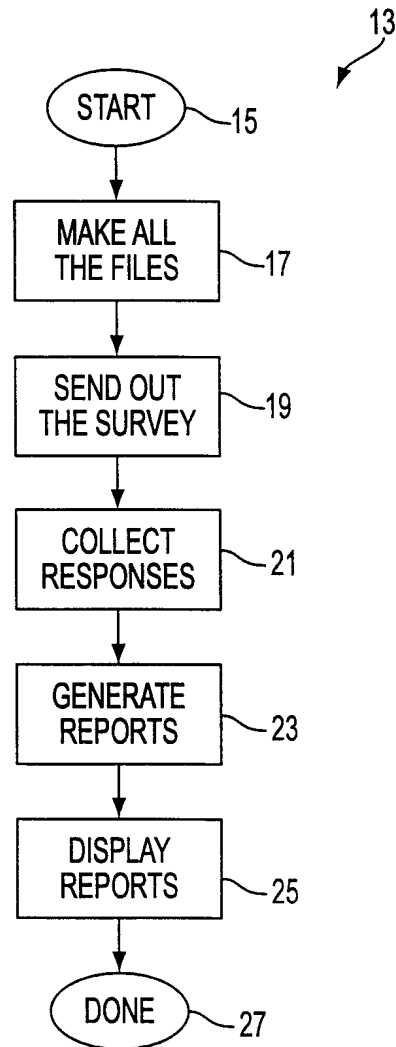 13
START
15
MAKE ALL
THE FILES
17
SEND OUT
THE SURVEY
19
COLLECT
RESPONSES
21
GENERATE
REPORTS
23
DISPLAY
REPORTS
25
DONE
27